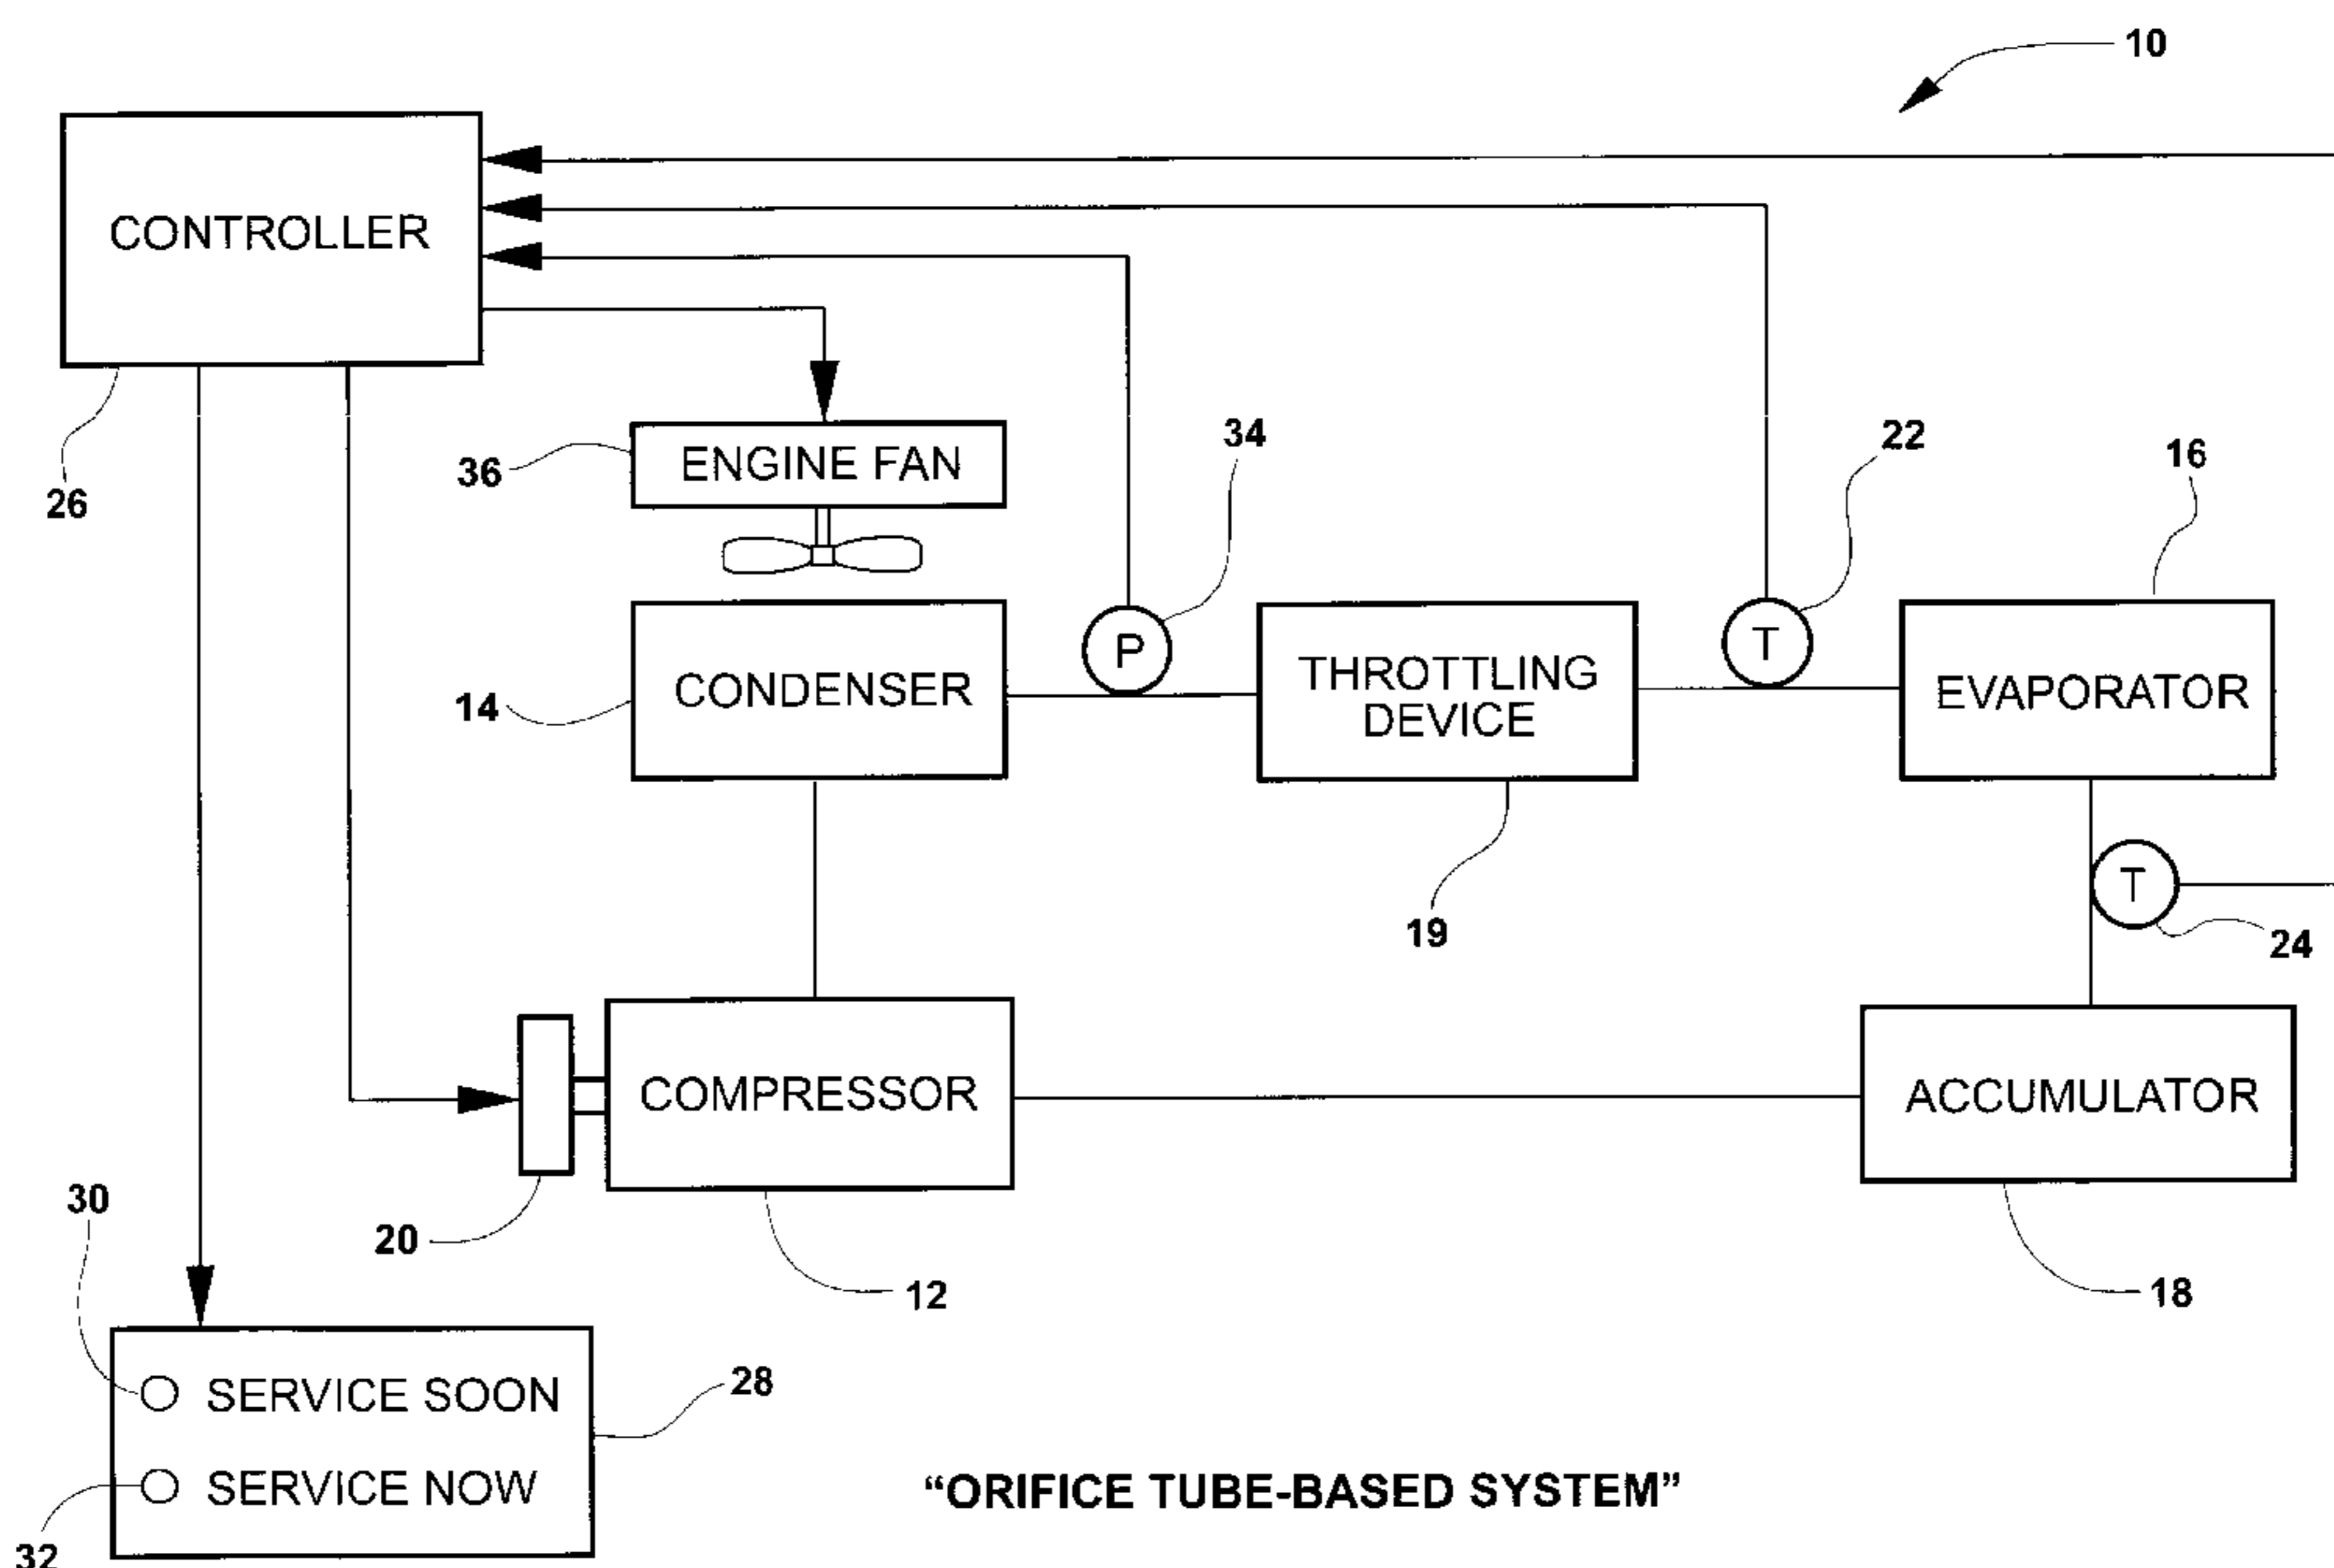 10
CONTROLLER
26
36
ENGINE FAN
34
22
16
P
T
14
CONDENSER
THROTTLING
DEVICE
EVAPORATOR
19
T
24
COMPRESSOR
ACCUMULATOR
20
12
18
30
SERVICE SOON
28
SERVICE NOW
32
“ORIFICE TUBE-BASED SYSTEM”